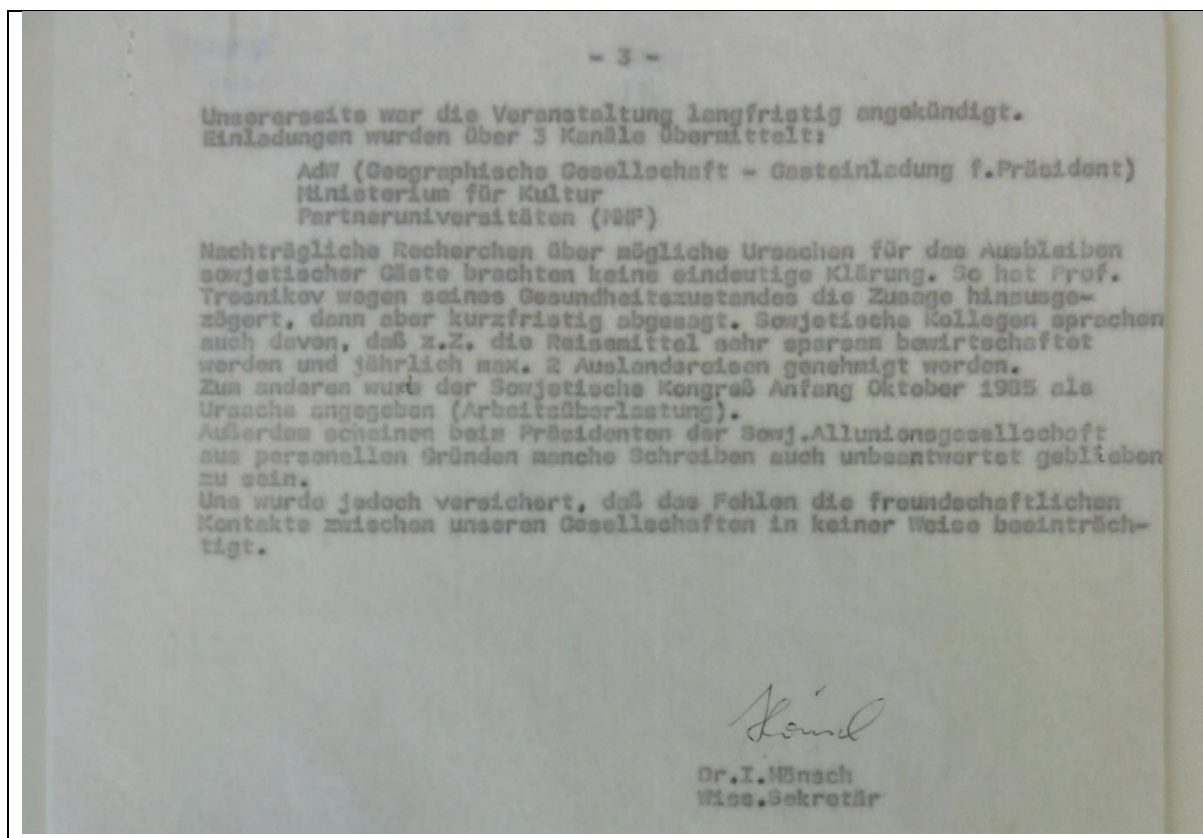 - 3 -
Unsererseits war die Veranstaltung langfristig angekündigt.
Einladungen wurden über 3 Kanäle übermittelt:
AdW (Geographische Gesellschaft - Gasteinladung f.Präsident)
Ministerium für Kultur
Partneruniversitäten (MHF)
Nachträgliche Recherchen über mögliche Ursachen für das Ausbleiben
sowjetischer Gäste brachten keine eindeutige Klärung. So hat Prof.
Tresnikov wegen seines Gesundheitszustandes die Zusage hinausge-
zögert, dann aber kurzfristig abgesagt. Sowjetische Kollegen sprachen
auch davon, daß z.Z. die Reisemittel sehr sparsam bewirtschaftet
werden und jährlich max. 2 Auslandsreisen genehmigt werden.
Zum anderen wurde der Sowjetische Kongreß Anfang Oktober 1985 als
Ursache angegeben (Arbeitsüberlastung).
Außerdem scheinen beim Präsidenten der Sowj.Allunionsgesellschaft
aus personellen Gründen manche Schreiben auch unbeantwortet geblieben
zu sein.
Uns wurde jedoch versichert, daß das Fehlen die freundschaftlichen
Kontakte zwischen unseren Gesellschaften in keiner Weise beeinträch-
tigt.
Dr.I.Hönsch
Wiss.Sekretär